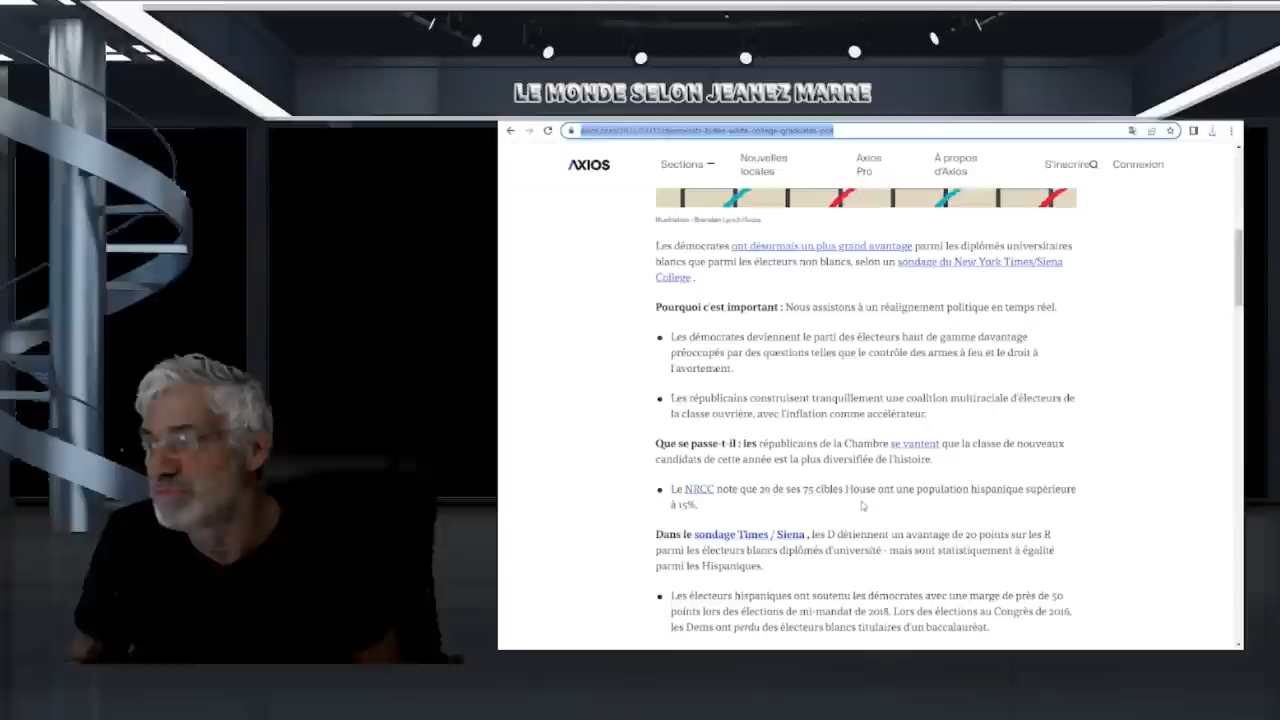 LE MONDE SELON JEANEZ MARRE
AXIOS
Sections
Nouvelles
locales
Axios
Pro
À propos
d'Axios
S'inscrire
Connexion
Illustration : Brendan Lynch/Axios
Les démocrates ont désormais un plus grand avantage parmi les diplômés universitaires
blancs que parmi les électeurs non blancs, selon un sondage du New York Times/Siena
College .
Pourquoi c'est important : Nous assistons à un réalignement politique en temps réel.
Les démocrates deviennent le parti des électeurs haut de gamme davantage
préoccupés par des questions telles que le contrôle des armes à feu et le droit à
l'avortement.
Les républicains construisent tranquillement une coalition multiraciale d'électeurs de
la classe ouvrière, avec l'inflation comme accélérateur.
Que se passe-t-il : les républicains de la Chambre se vantent que la classe de nouveaux
candidats de cette année est la plus diversifiée de l'histoire.
Le NRCC note que 29 de ses 75 cibles House ont une population hispanique supérieure
à 15%.
Dans le sondage Times / Siena , les D détiennent un avantage de 20 points sur les R
parmi les électeurs blancs diplômés d'université - mais sont statistiquement à égalité
parmi les Hispaniques.
Les électeurs hispaniques ont soutenu les démocrates avec une marge de près de 50
points lors des élections de mi-mandat de 2018. Lors des élections au Congrès de 2016,
les Dems ont perdu des électeurs blancs titulaires d'un baccalauréat.